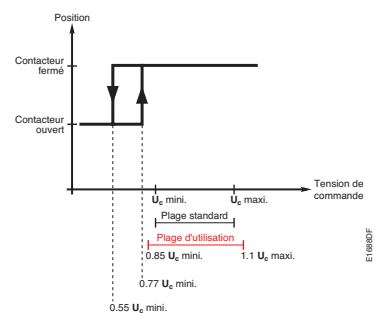 Position
Contacteur
fermé
Contacteur
ouvert
Tension de
commande
Uc mini.
Uc maxi.
Plage standard
Plage d'utilisation
0.85 Uc mini.
1.1 Uc maxi.
0.77 Uc mini.
0.55 Uc mini.
E1688DF